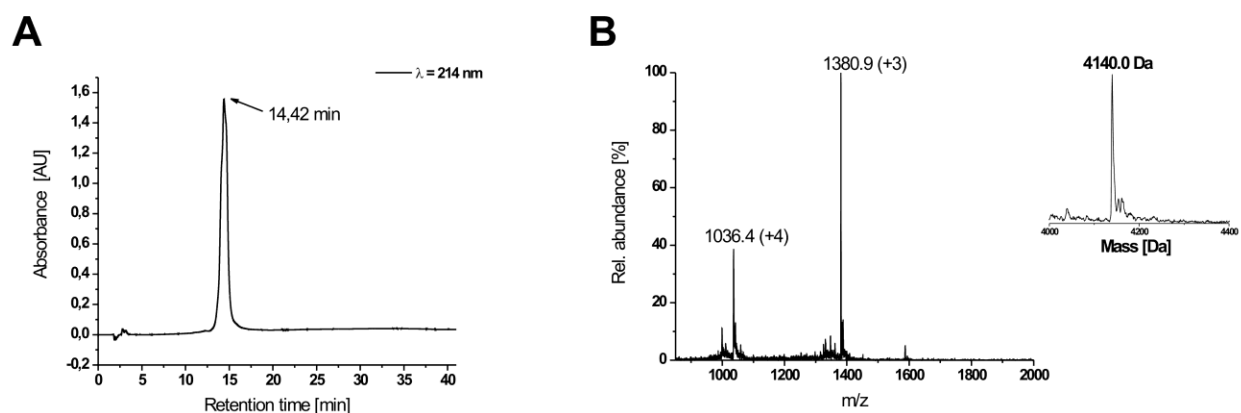 A
λ = 214 nm
14,42 min
Absorbance [AU]
1,6
1,4
1,2
1,0
0,8
0,6
0,4
0,2
0,0
-0,2
0 5 10 15 20 25 30 35 40
Retention time [min]
B
1380.9 (+3)
1036.4 (+4)
Rel. abundance [%]
100
80
60
40
20
0
1000 1200 1400 1600 1800 2000
m/z
4140.0 Da
4000 4200 4400
Mass [Da]